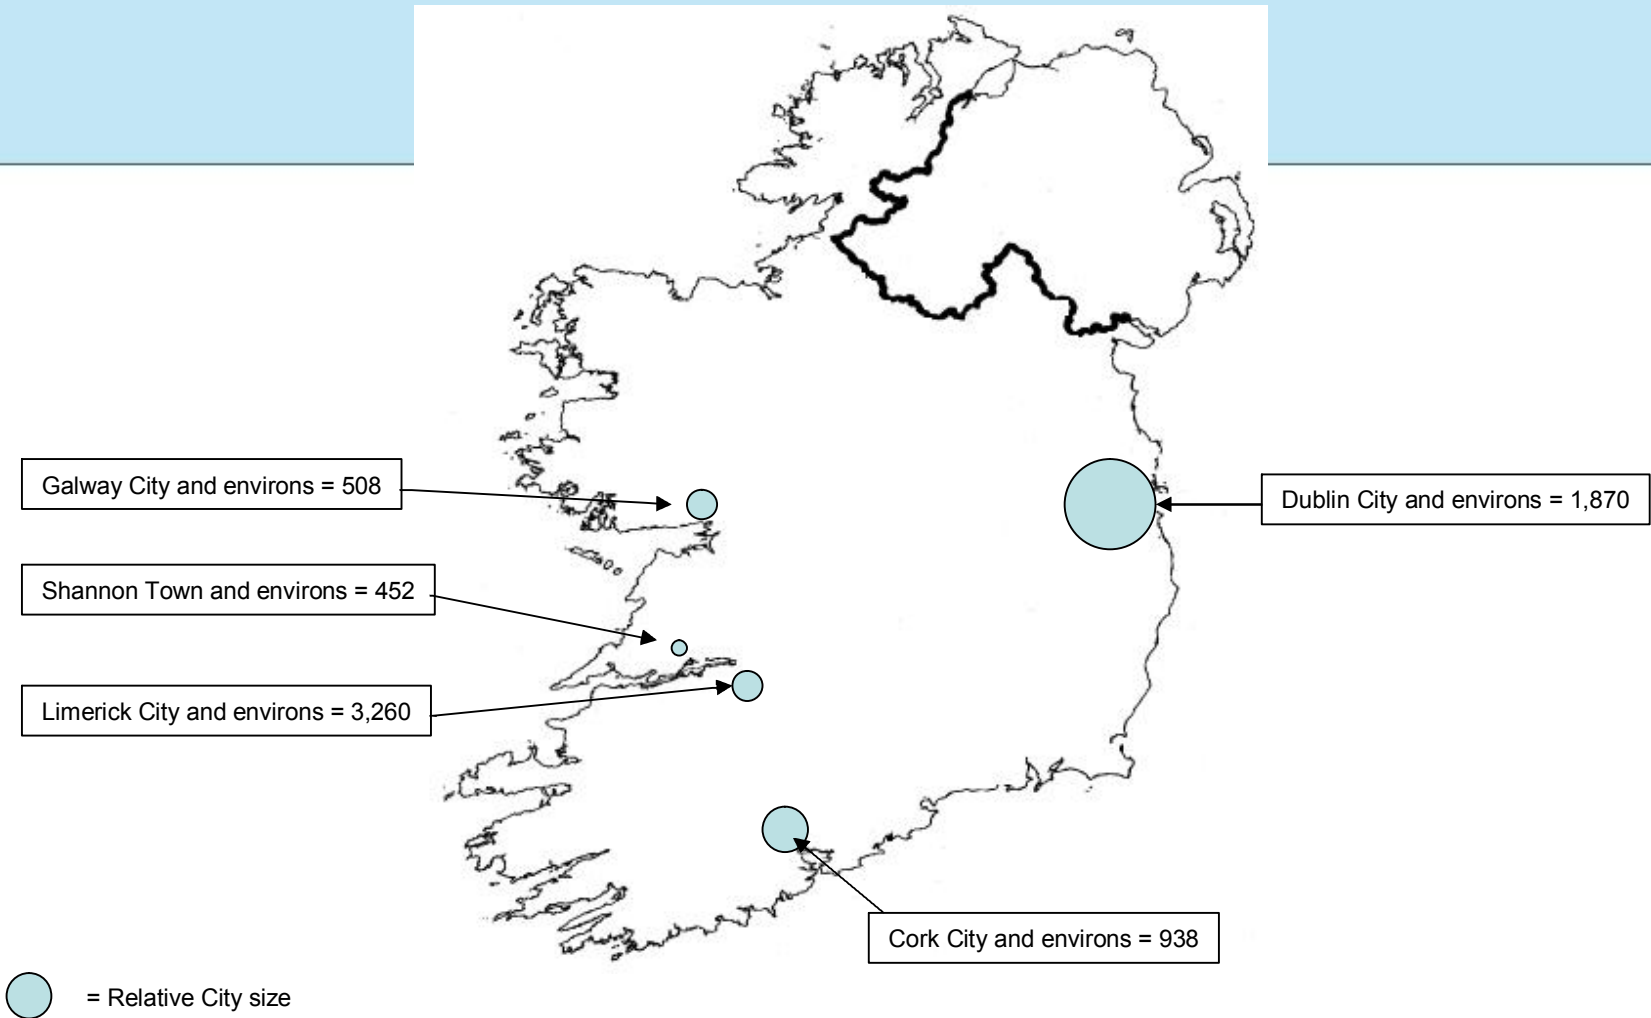 Galway City and environs = 508
Dublin City and environs = 1,870
Shannon Town and environs = 452
Limerick City and environs = 3,260
Cork City and environs = 938
= Relative City size